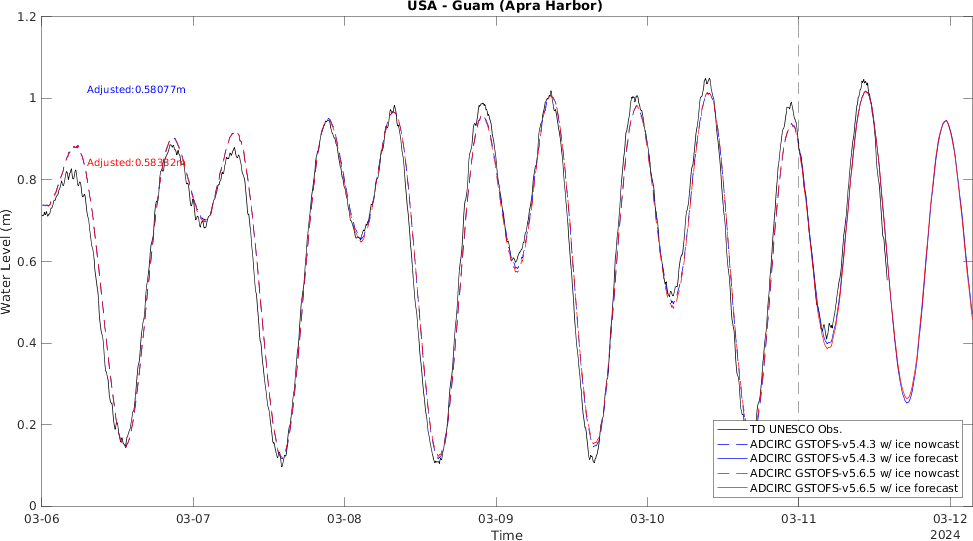 USA - Guam (Apra Harbor)
1.2
1
0.8
0.6
0.4
0.2
0
Water Level (m)
Adjusted:0.58077m
Adjusted:0.58332m
TD UNESCO Obs.
ADCIRC GSTOFS-v5.4.3 w/ ice nowcast
ADCIRC GSTOFS-v5.4.3 w/ ice forecast
ADCIRC GSTOFS-v5.6.5 w/ ice nowcast
ADCIRC GSTOFS-v5.6.5 w/ ice forecast
03-06 03-07 03-08 03-09 03-10 03-11 03-12
Time
2024